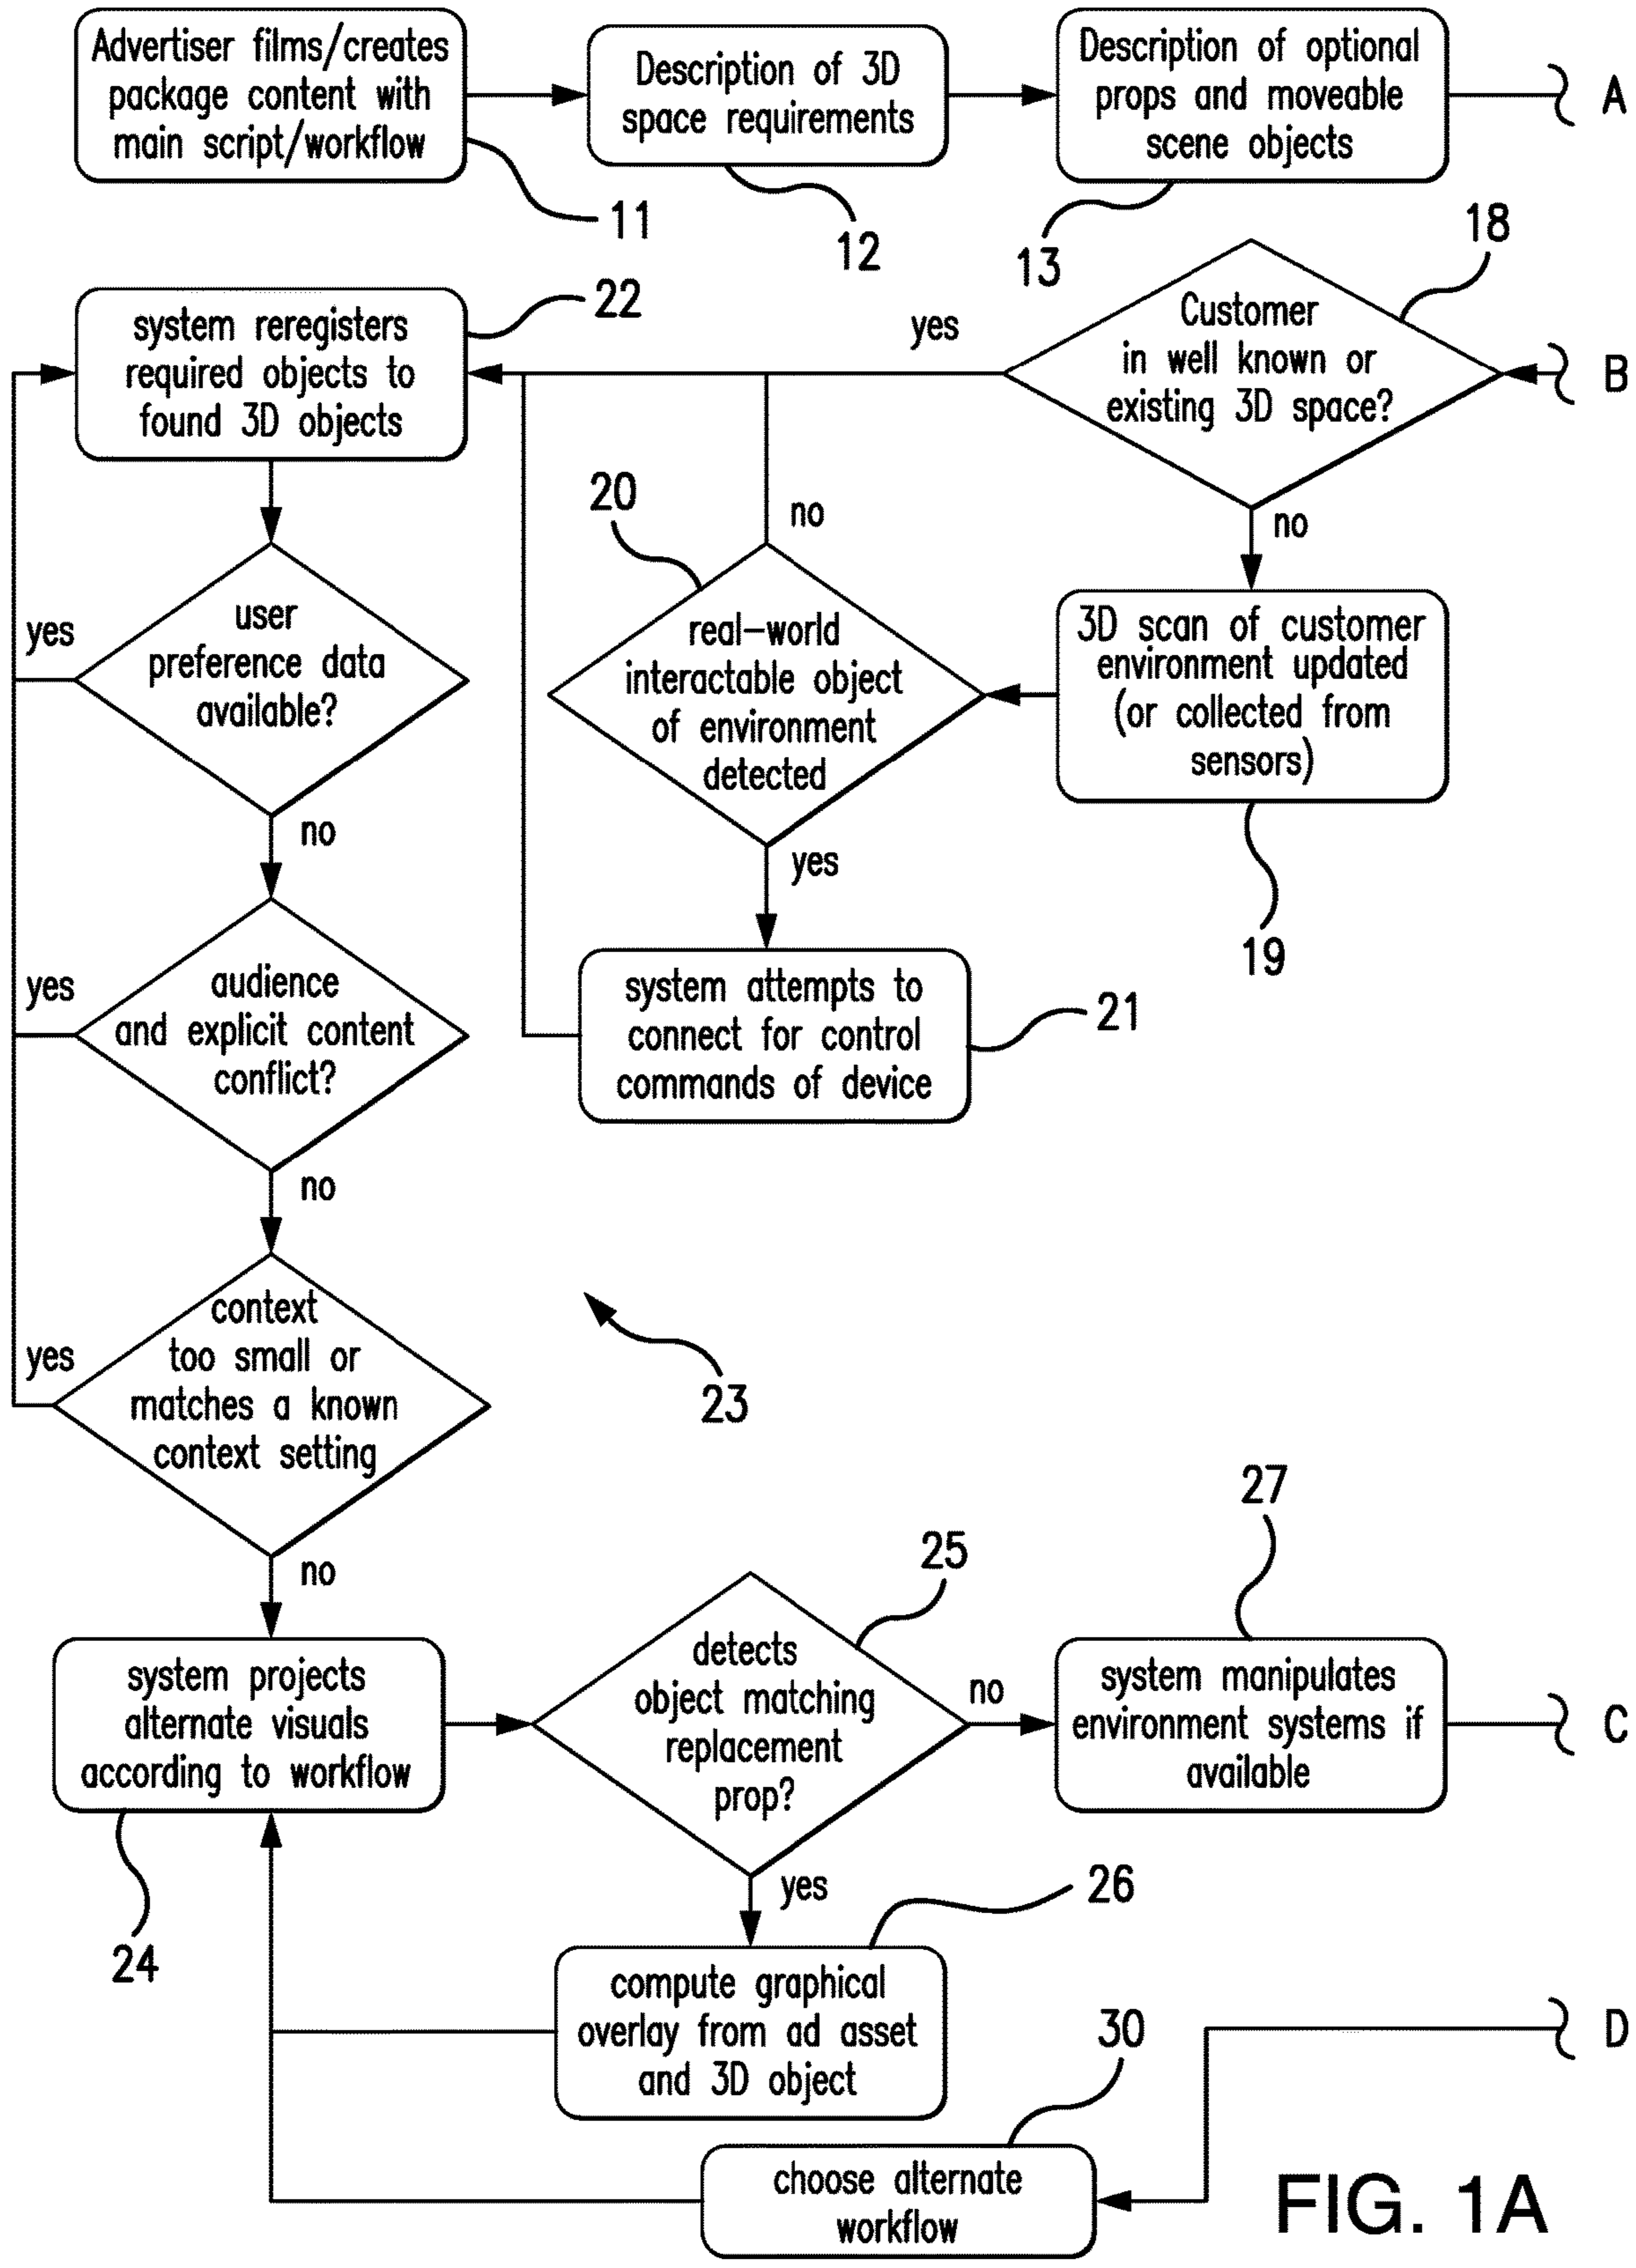 Advertiser films/creates
package content with
main script/workflow
11
Description of 3D
space requirements
12
Description of optional
props and moveable
scene objects
13
A
18
Customer
in well known or
existing 3D space?
B
yes
no
22
system reregisters
required objects to
found 3D objects
20
no
real-world
interactable object
of environment
detected
yes
3D scan of customer
environment updated
(or collected from
sensors)
19
user
preference data
available?
yes
no
system attempts to
connect for control
commands of device
21
audience
and explicit content
conflict?
yes
no
context
too small or
matches a known
context setting
yes
no
23
system projects
alternate visuals
according to workflow
24
25
detects
object matching
replacement
prop?
no
yes
27
system manipulates
environment systems if
available
C
26
compute graphical
overlay from ad asset
and 3D object
30
D
choose alternate
workflow
FIG. 1A